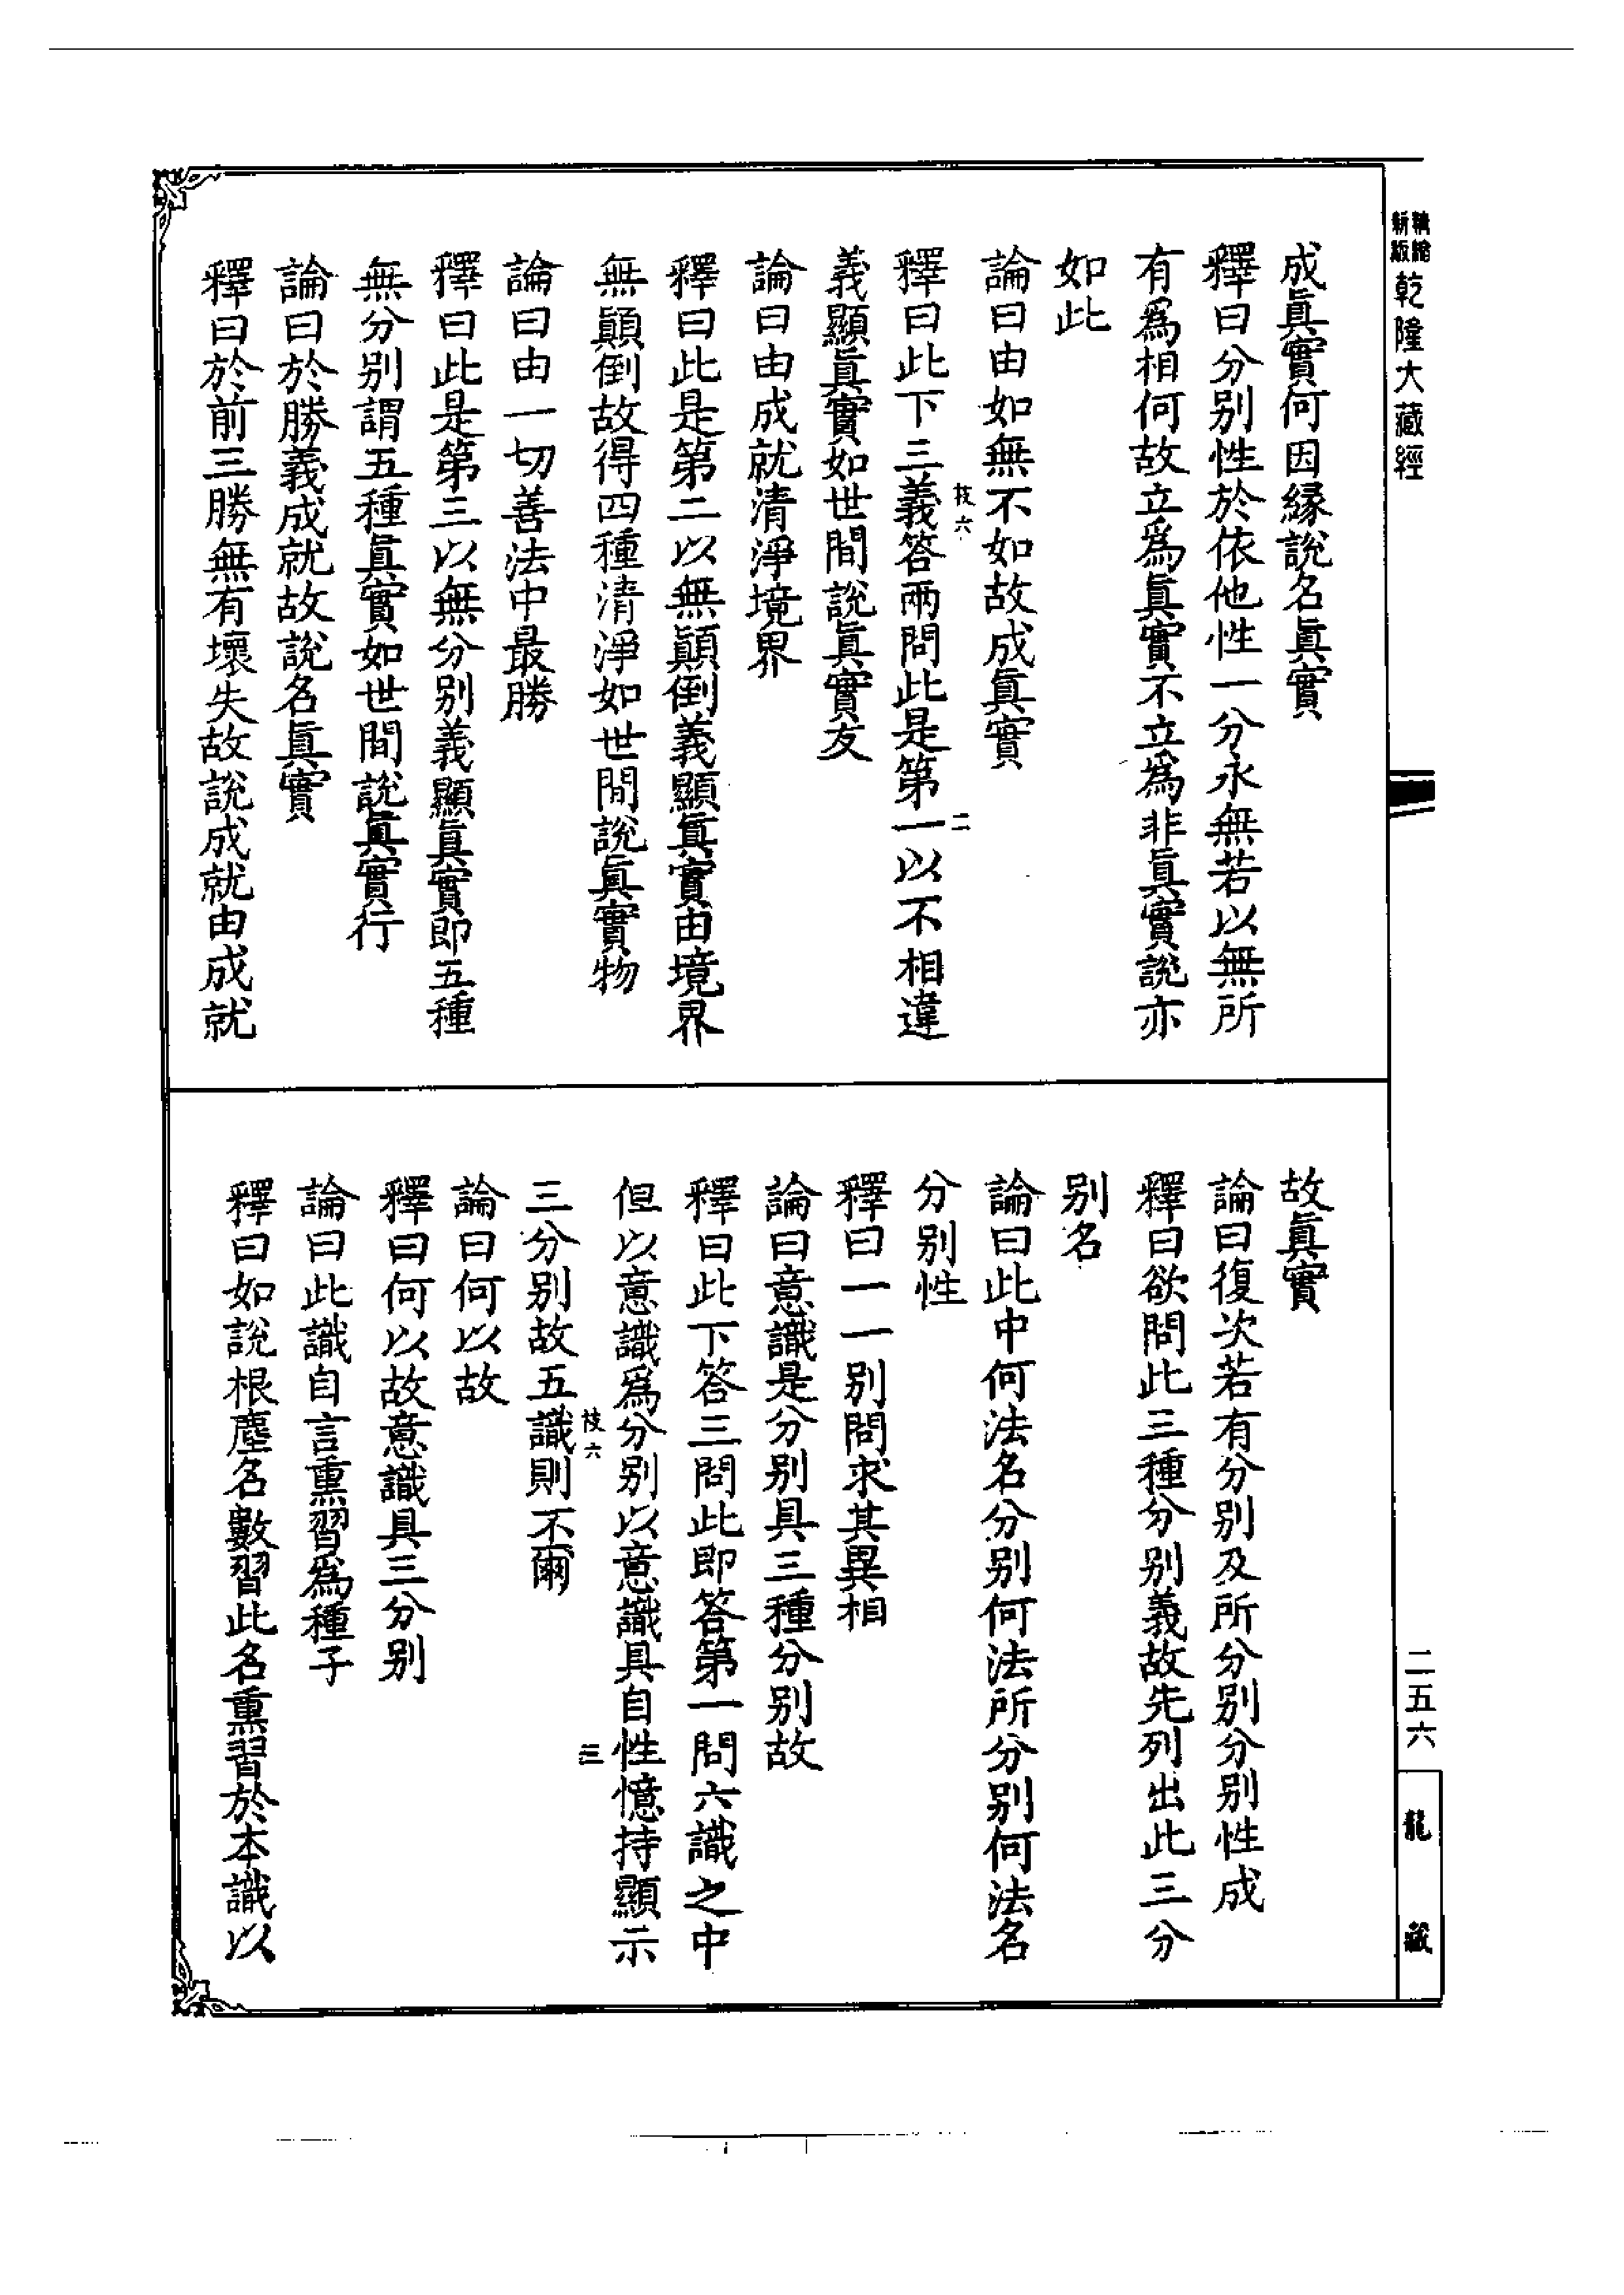 精縮
新版
乾隆大藏經
二五六
龍藏
成眞實何因緣說名眞實
釋曰分别性於依他性一分永無若以無所
有爲相何故立爲眞實不立爲非眞實說亦
如此
論曰由如無不如故成眞實
技六
二
釋曰此下三義答兩問此是第一以不相違
義顯眞實如世間說眞實友
論曰由成就清淨境界
釋曰此是第二以無顚倒義顯眞實由境界
無顚倒故得四種清淨如世間說眞實物
論曰由一切善法中最勝
釋曰此是第三以無分别義顯眞實即五種
無分别謂五種眞實如世間說眞實行
論曰於勝義成就故說名眞實
釋曰於前三勝無有壞失故說成就由成就
故眞實
論曰復次若有分别及所分别分别性成
釋曰欲問此三種分别義故先列出此三分
别名
論曰此中何法名分别何法所分别何法名
分别性
釋曰一一别問求其異相
論曰意識是分别具三種分别故
釋曰此下答三問此即答第一問六識之中
但以意識爲分别以意識具自性憶持顯示
技六
三
三分别故五識則不爾
論曰何以故
釋曰何以故意識具三分别
論曰此識自言熏習爲種子
釋曰如說根塵名數習此名熏習於本識以